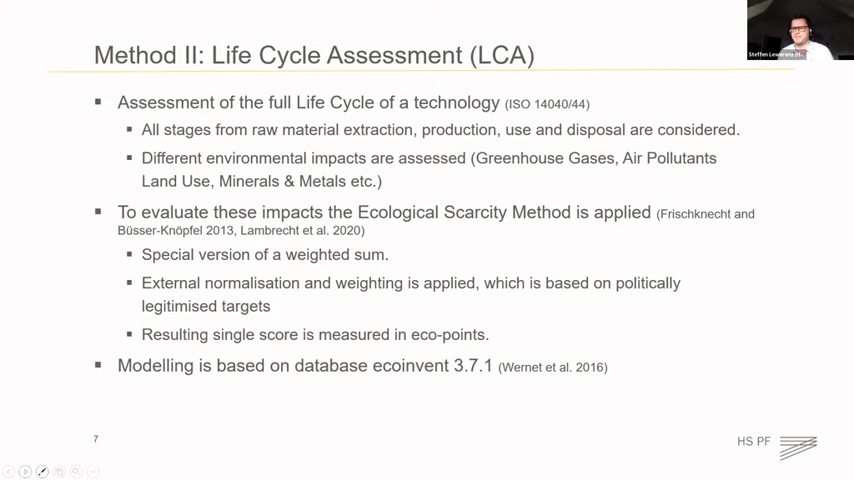 Steffen Lewerenz (H...
Method II: Life Cycle Assessment (LCA)
▪ Assessment of the full Life Cycle of a technology (ISO 14040/44)
▪ All stages from raw material extraction, production, use and disposal are considered.
▪ Different environmental impacts are assessed (Greenhouse Gases, Air Pollutants
Land Use, Minerals & Metals etc.)
▪ To evaluate these impacts the Ecological Scarcity Method is applied (Frischknecht and
Büsser-Knöpfel 2013, Lambrecht et al. 2020)
▪ Special version of a weighted sum.
▪ External normalisation and weighting is applied, which is based on politically
legitimised targets
▪ Resulting single score is measured in eco-points.
▪ Modelling is based on database ecoinvent 3.7.1 (Wernet et al. 2016)
7
HS PF